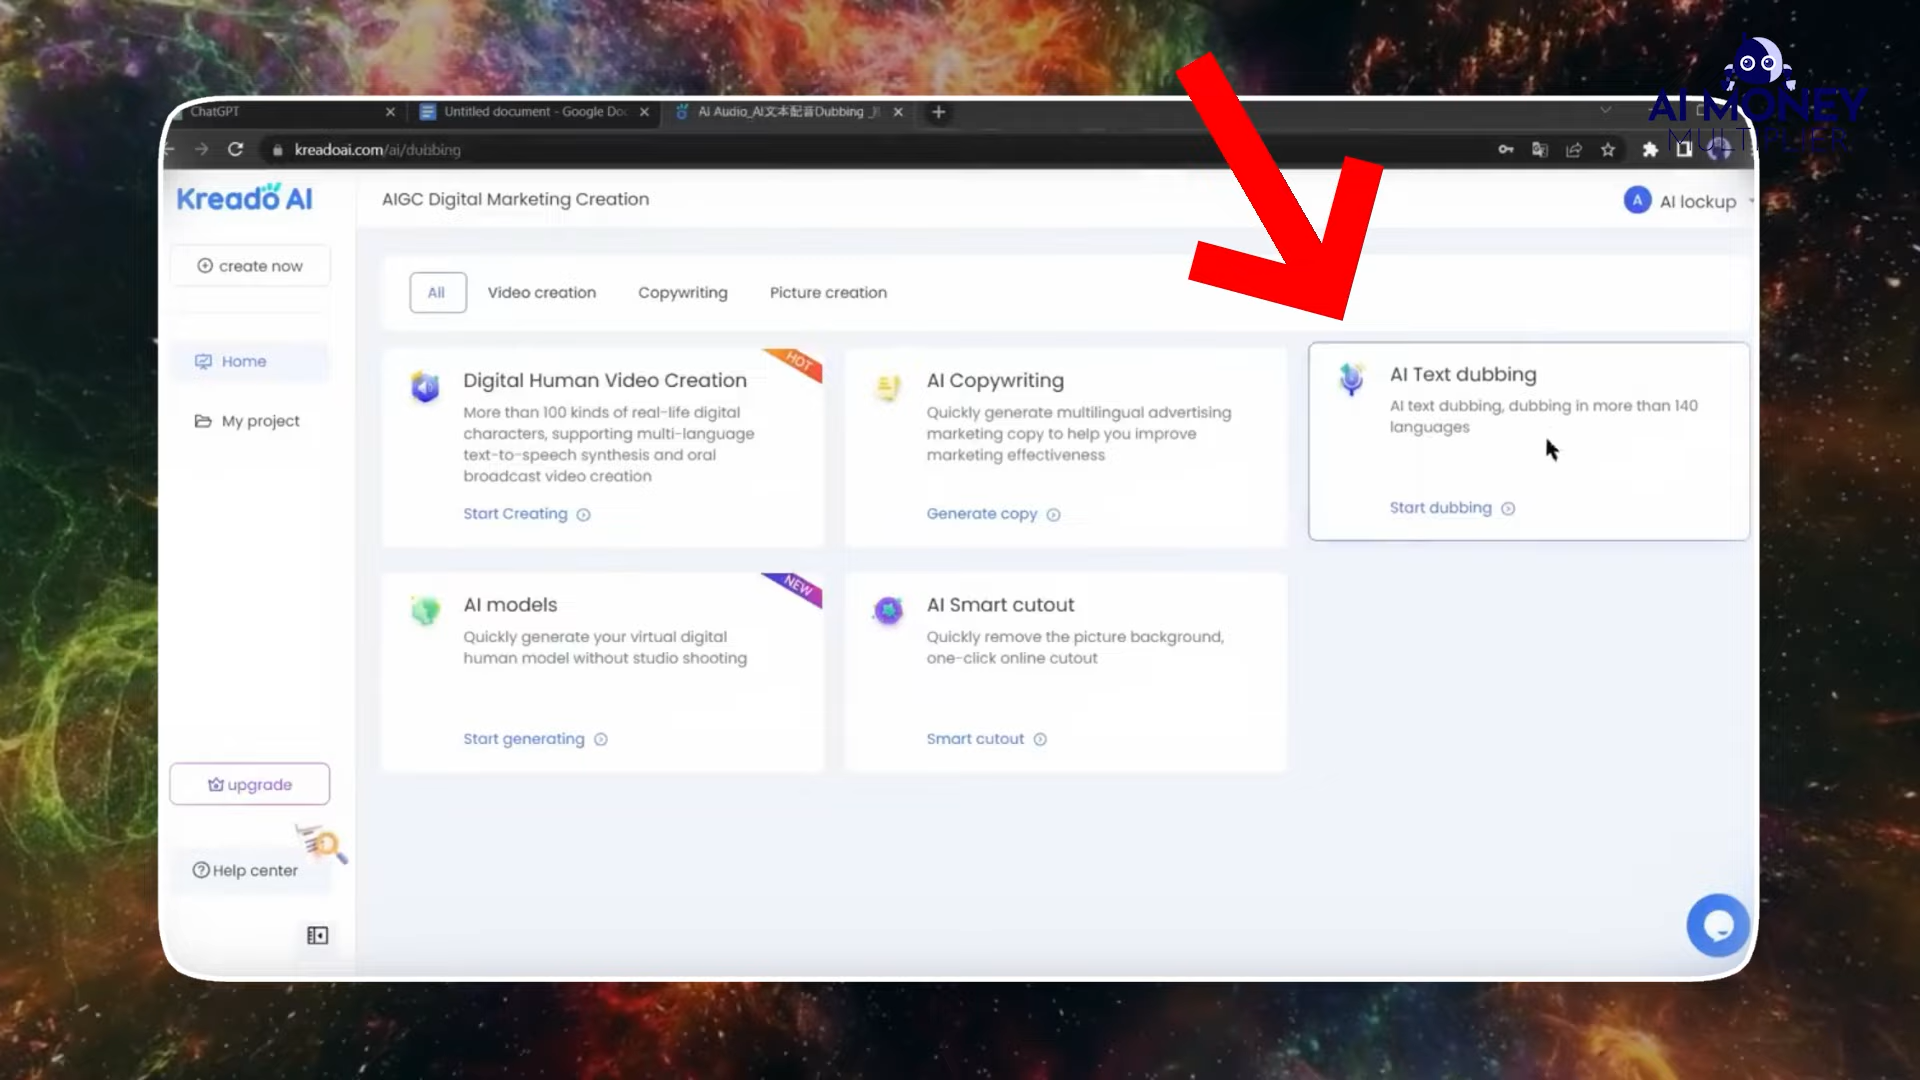 AI MONEY
MULTIPLIER
ChatGPT
Untitled document - Google Doc
AI Audio_AI文本配音Dubbing
kreadoai.com/ai/dubbing
Kreado AI
AIGC Digital Marketing Creation
A
AI lockup
create now
Home
My project
upgrade
Help center
All
Video creation
Copywriting
Picture creation
HOT
Digital Human Video Creation
More than 100 kinds of real-life digital
characters, supporting multi-language
text-to-speech synthesis and oral
broadcast video creation
Start Creating
AI Copywriting
Quickly generate multilingual advertising
marketing copy to help you improve
marketing effectiveness
Generate copy
AI Text dubbing
AI text dubbing, dubbing in more than 140
languages
Start dubbing
NEW
AI models
Quickly generate your virtual digital
human model without studio shooting
Start generating
AI Smart cutout
Quickly remove the picture background,
one-click online cutout
Smart cutout